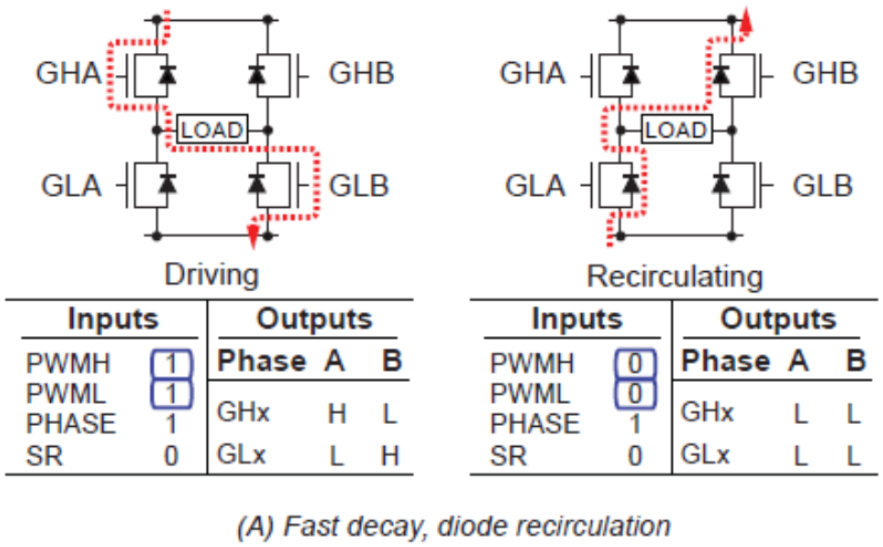 GHA GHB GHA GHB
LOAD LOAD
GLA GLB GLA GLB
Driving Recirculating
Inputs Outputs Inputs Outputs
PWMH 1 Phase A B PWMH 0 Phase A B
PWML 1 PWML 0
GHx H L GHx L L
PHASE 1 PHASE 1
SR 0 GLx L H SR 0 GLx L L
(A) Fast decay, diode recirculation